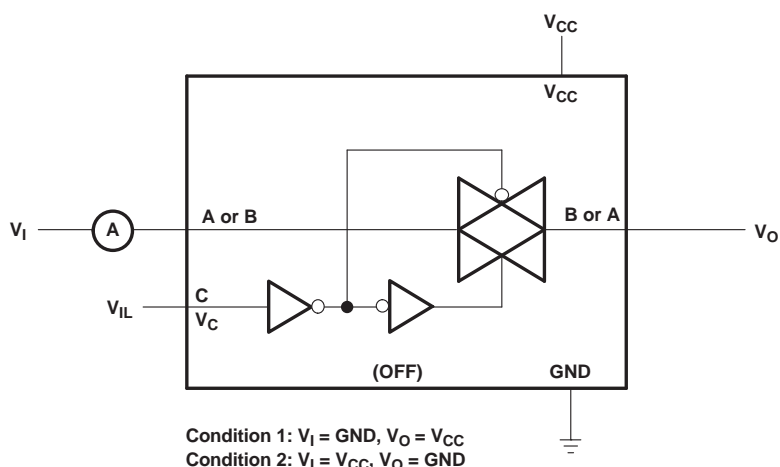 VCC
VCC
A or B
B or A
VI
A
VO
C
VIL
VC
(OFF)
GND
Condition 1: VI = GND, VO = VCC
Condition 2: VI = VCC, VO = GND